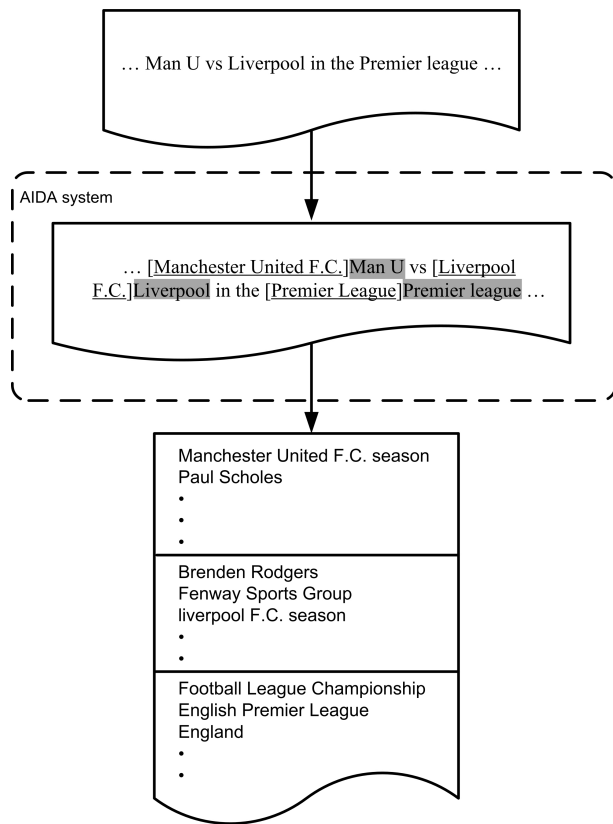 … Man U vs Liverpool in the Premier league …
AIDA system
… [Manchester United F.C.]Man U vs [Liverpool
F.C.]Liverpool in the [Premier League]Premier league …
Manchester United F.C. season
Paul Scholes
•
•
•
Brenden Rodgers
Fenway Sports Group
liverpool F.C. season
•
•
Football League Championship
English Premier League
England
•
•